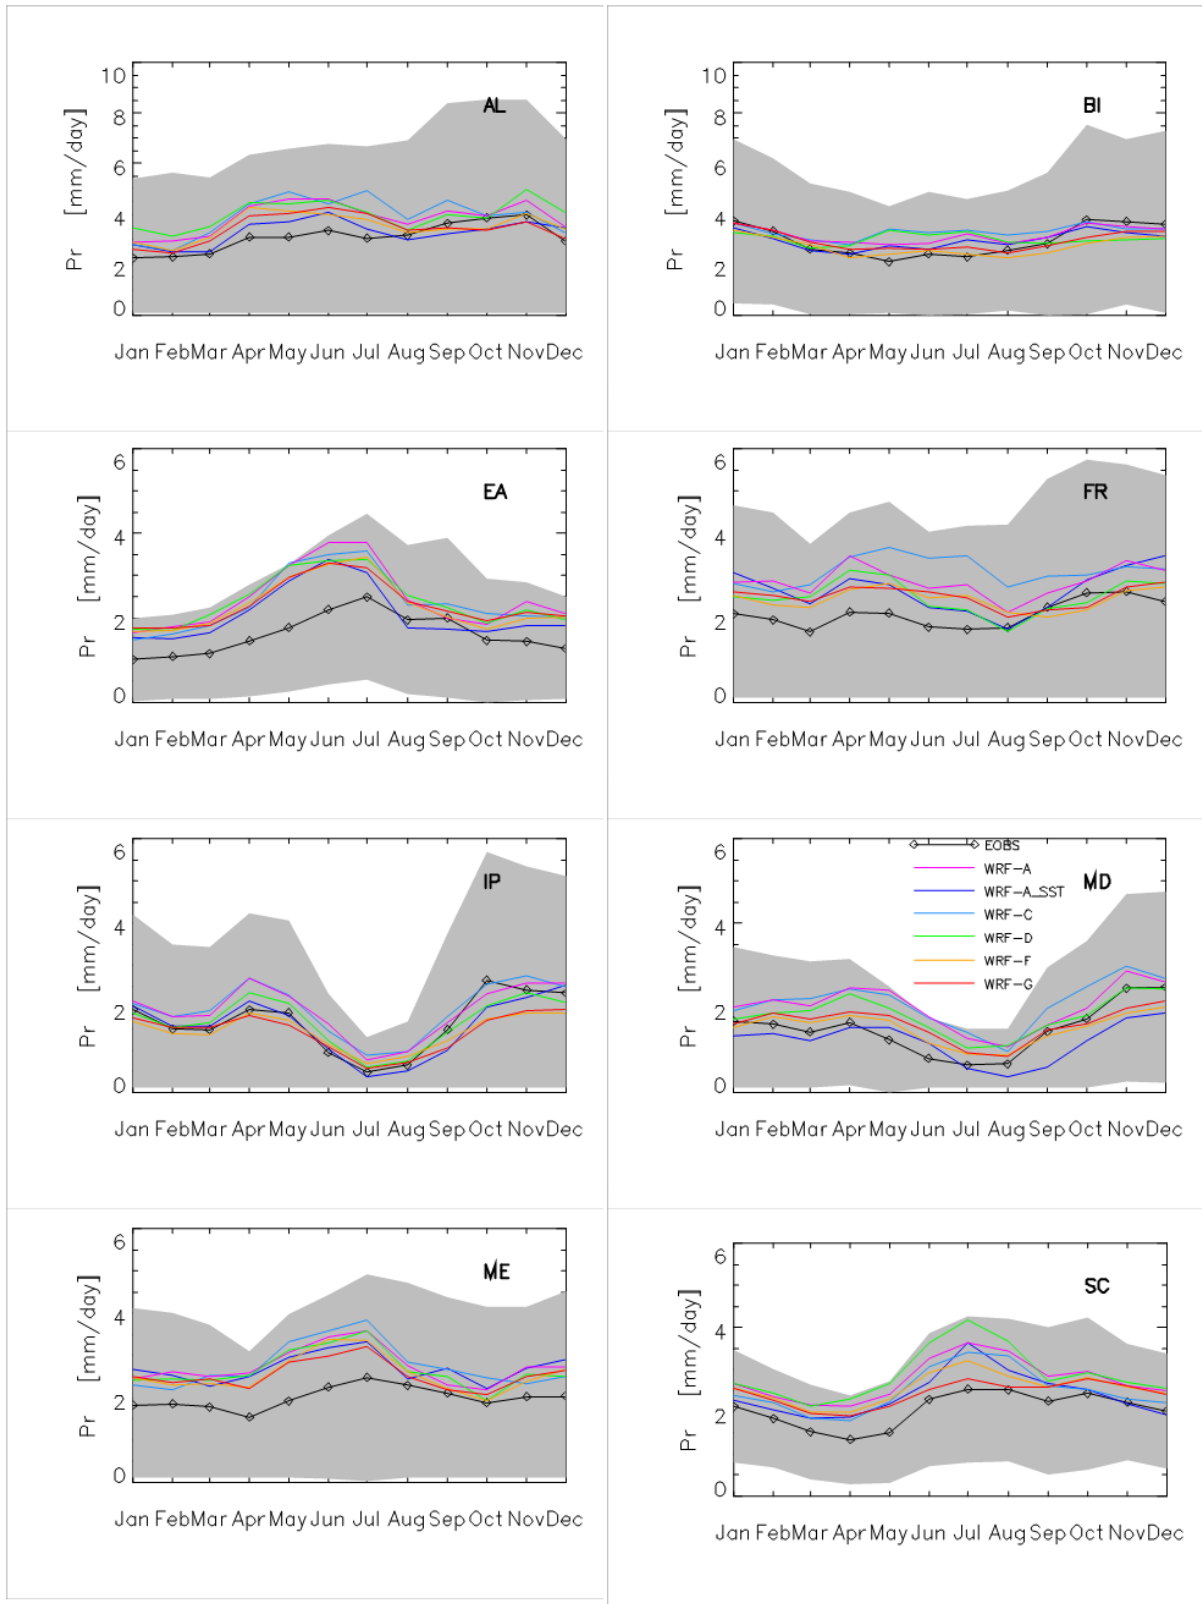 10
8
6
4
2
0
Pr [mm/day]
AL
Jan Feb Mar Apr May Jun Jul Aug Sep Oct Nov Dec
10
8
6
4
2
0
Pr [mm/day]
BI
Jan Feb Mar Apr May Jun Jul Aug Sep Oct Nov Dec
6
4
2
0
Pr [mm/day]
EA
Jan Feb Mar Apr May Jun Jul Aug Sep Oct Nov Dec
6
4
2
0
Pr [mm/day]
FR
Jan Feb Mar Apr May Jun Jul Aug Sep Oct Nov Dec
6
4
2
0
Pr [mm/day]
IP
Jan Feb Mar Apr May Jun Jul Aug Sep Oct Nov Dec
6
4
2
0
Pr [mm/day]
EOBS
WRF-A
WRF-A_SST
WRF-C
WRF-D
WRF-F
WRF-G
MD
Jan Feb Mar Apr May Jun Jul Aug Sep Oct Nov Dec
6
4
2
0
Pr [mm/day]
ME
Jan Feb Mar Apr May Jun Jul Aug Sep Oct Nov Dec
6
4
2
0
Pr [mm/day]
SC
Jan Feb Mar Apr May Jun Jul Aug Sep Oct Nov Dec